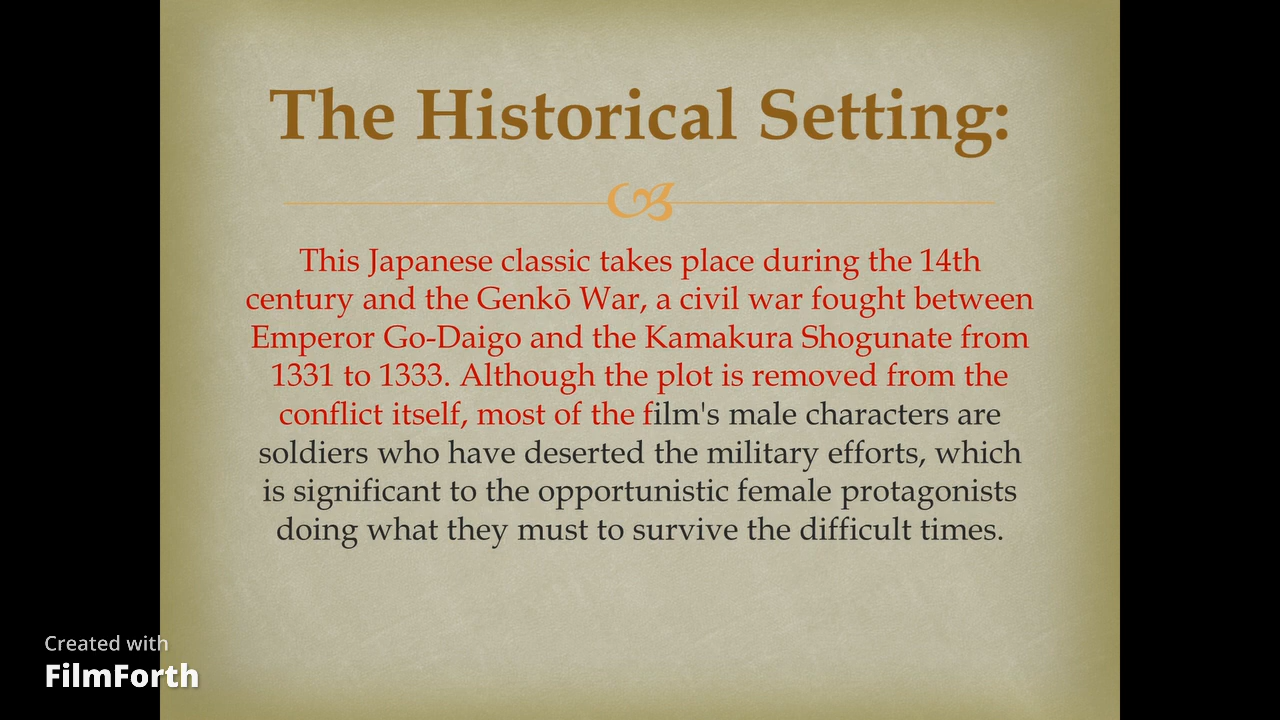 The Historical Setting:
This Japanese classic takes place during the 14th
century and the Genkō War, a civil war fought between
Emperor Go-Daigo and the Kamakura Shogunate from
1331 to 1333. Although the plot is removed from the
conflict itself, most of the film's male characters are
soldiers who have deserted the military efforts, which
is significant to the opportunistic female protagonists
doing what they must to survive the difficult times.
Created with
FilmForth